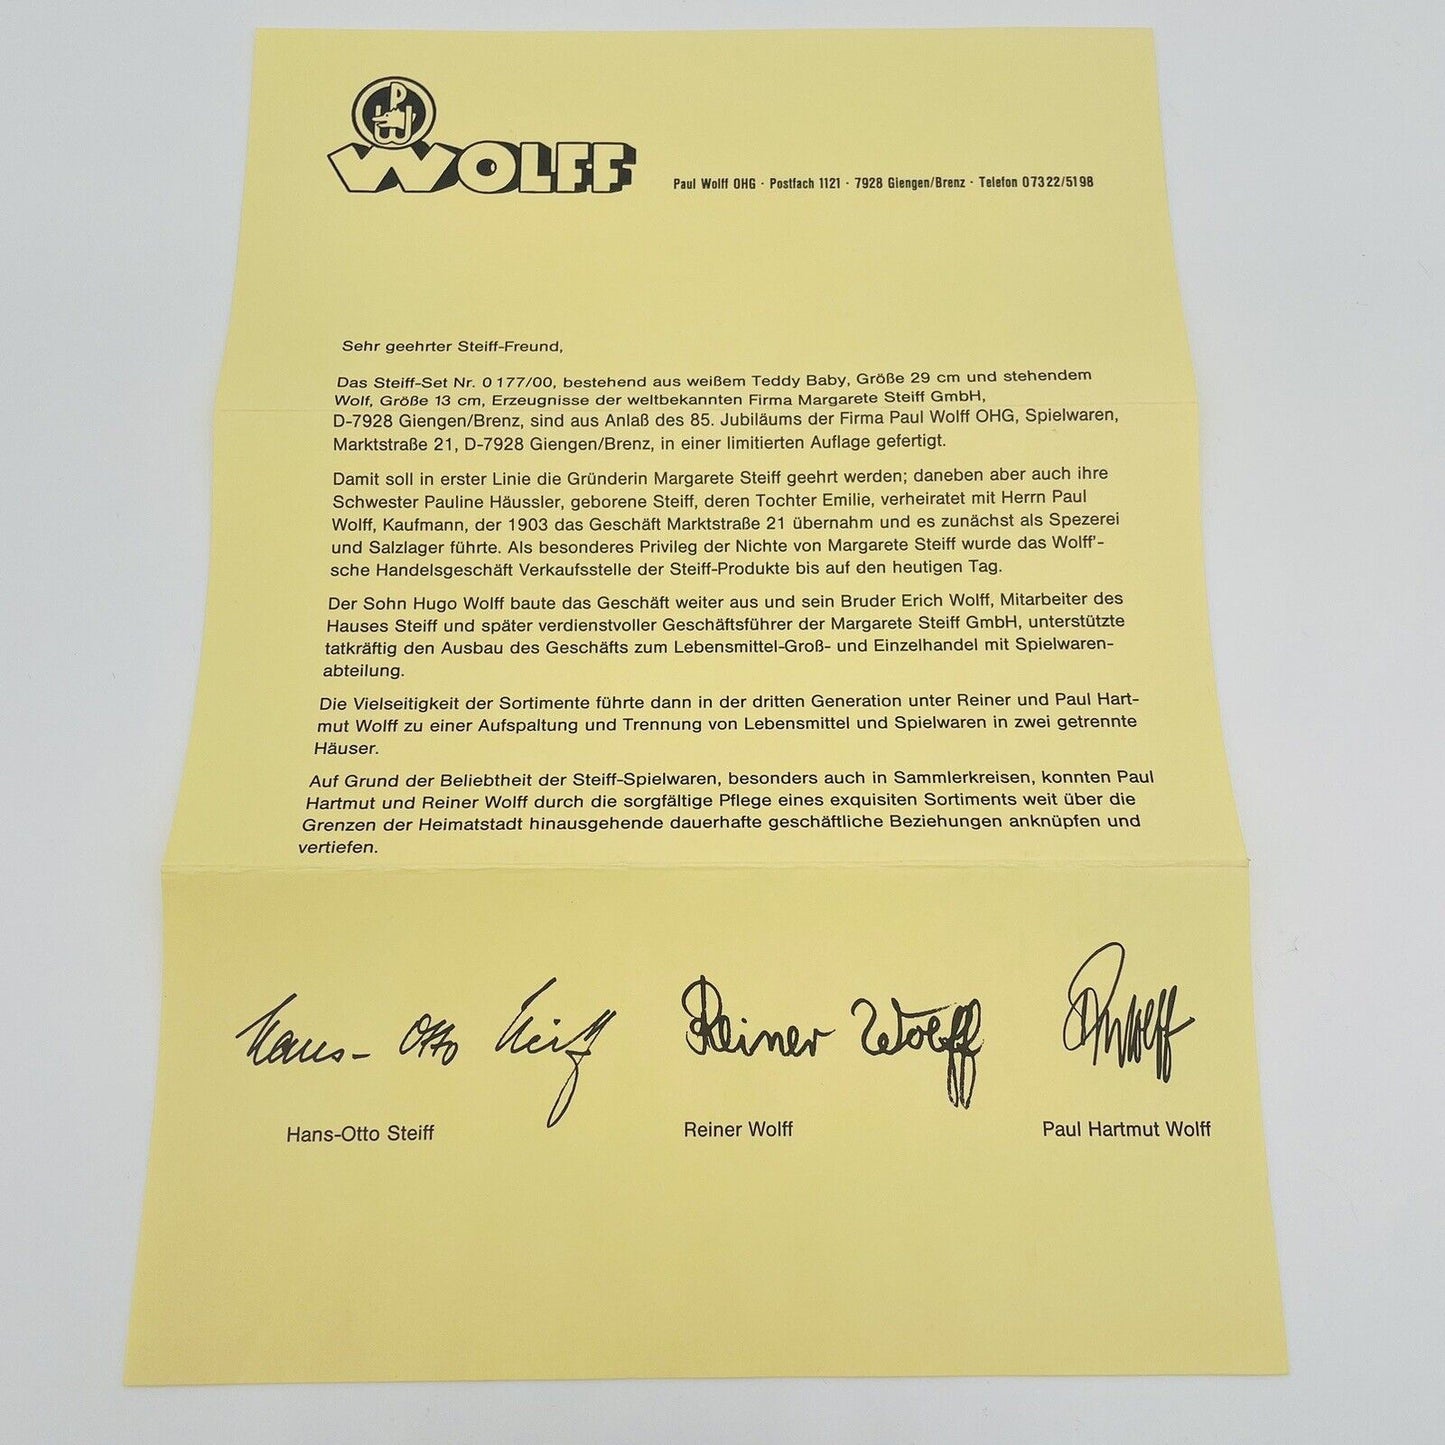 P
W
WOLFF
Paul Wolff OHG · Postfach 1121 · 7928 Giengen/Brenz · Telefon 0 73 22/51 98
Sehr geehrter Steiff-Freund,
Das Steiff-Set Nr. 0 177/00, bestehend aus weißem Teddy Baby, Größe 29 cm und stehendem
Wolf, Größe 13 cm, Erzeugnisse der weltbekannten Firma Margarete Steiff GmbH,
D-7928 Giengen/Brenz, sind aus Anlaß des 85. Jubiläums der Firma Paul Wolff OHG, Spielwaren,
Marktstraße 21, D-7928 Giengen/Brenz, in einer limitierten Auflage gefertigt.
Damit soll in erster Linie die Gründerin Margarete Steiff geehrt werden; daneben aber auch ihre
Schwester Pauline Häussler, geborene Steiff, deren Tochter Emilie, verheiratet mit Herrn Paul
Wolff, Kaufmann, der 1903 das Geschäft Marktstraße 21 übernahm und es zunächst als Spezerei
und Salzlager führte. Als besonderes Privileg der Nichte von Margarete Steiff wurde das Wolff'-
sche Handelsgeschäft Verkaufsstelle der Steiff-Produkte bis auf den heutigen Tag.
Der Sohn Hugo Wolff baute das Geschäft weiter aus und sein Bruder Erich Wolff, Mitarbeiter des
Hauses Steiff und später verdienstvoller Geschäftsführer der Margarete Steiff GmbH, unterstützte
tatkräftig den Ausbau des Geschäfts zum Lebensmittel-Groß- und Einzelhandel mit Spielwaren-
abteilung.
Die Vielseitigkeit der Sortimente führte dann in der dritten Generation unter Reiner und Paul Hart-
mut Wolff zu einer Aufspaltung und Trennung von Lebensmittel und Spielwaren in zwei getrennte
Häuser.
Auf Grund der Beliebtheit der Steiff-Spielwaren, besonders auch in Sammlerkreisen, konnten Paul
Hartmut und Reiner Wolff durch die sorgfältige Pflege eines exquisiten Sortiments weit über die
Grenzen der Heimatstadt hinausgehende dauerhafte geschäftliche Beziehungen anknüpfen und
vertiefen.
Hans-Otto Steiff
Reiner Wolff
PHWolff
Hans-Otto Steiff
Reiner Wolff
Paul Hartmut Wolff